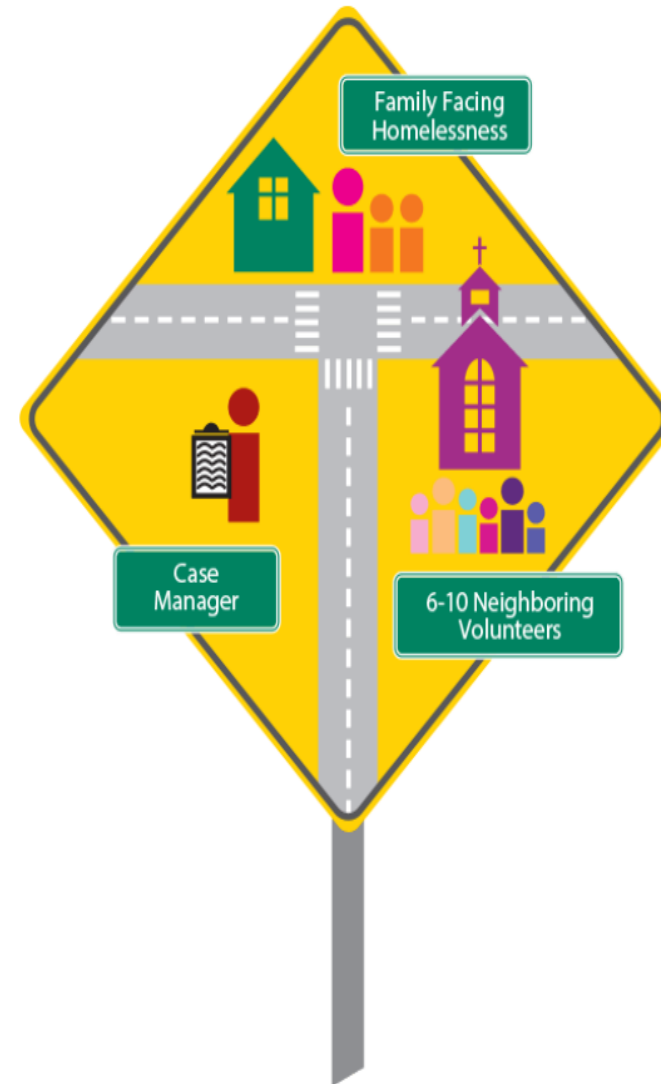 Family Facing
Homelessness
Case
Manager
6-10 Neighboring
Volunteers